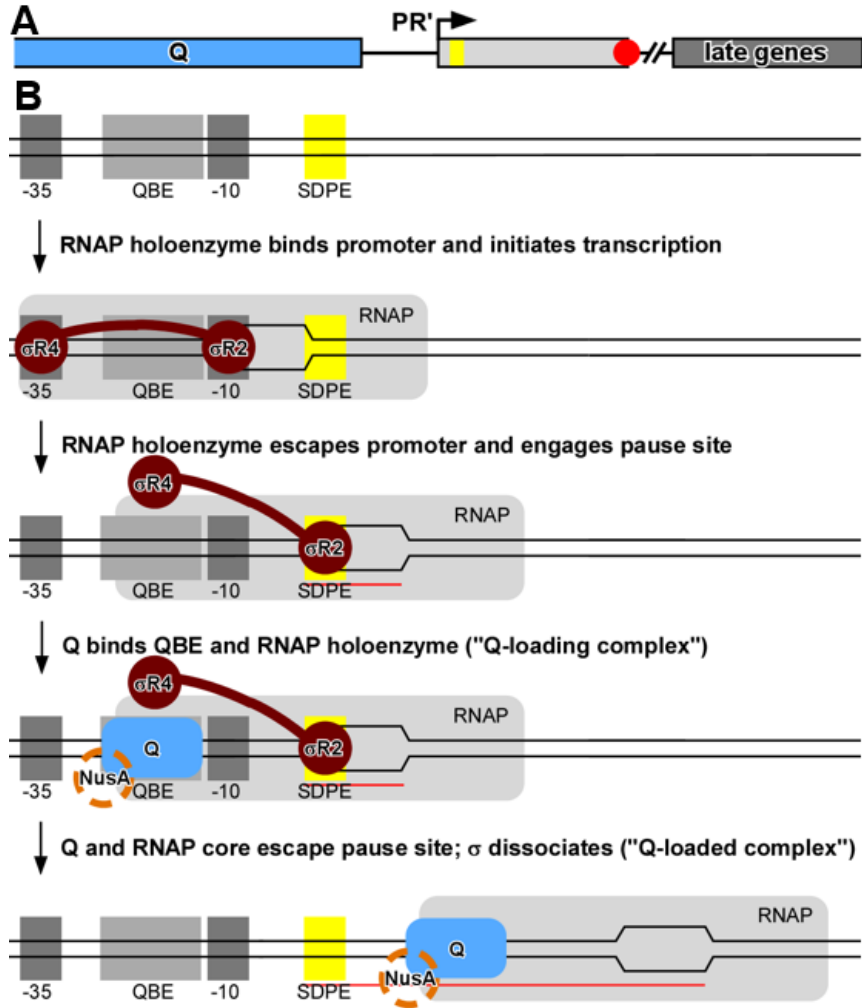 A
PR'
Q
late genes
B
-35 QBE -10 SDPE
RNAP holoenzyme binds promoter and initiates transcription
RNAP
σR4 σR2
-35 QBE -10 SDPE
RNAP holoenzyme escapes promoter and engages pause site
σR4
RNAP
σR2
-35 QBE -10 SDPE
Q binds QBE and RNAP holoenzyme ("Q-loading complex")
σR4
RNAP
Q σR2
NusA
-35 QBE -10 SDPE
Q and RNAP core escape pause site; σ dissociates ("Q-loaded complex")
RNAP
Q
NusA
-35 QBE -10 SDPE